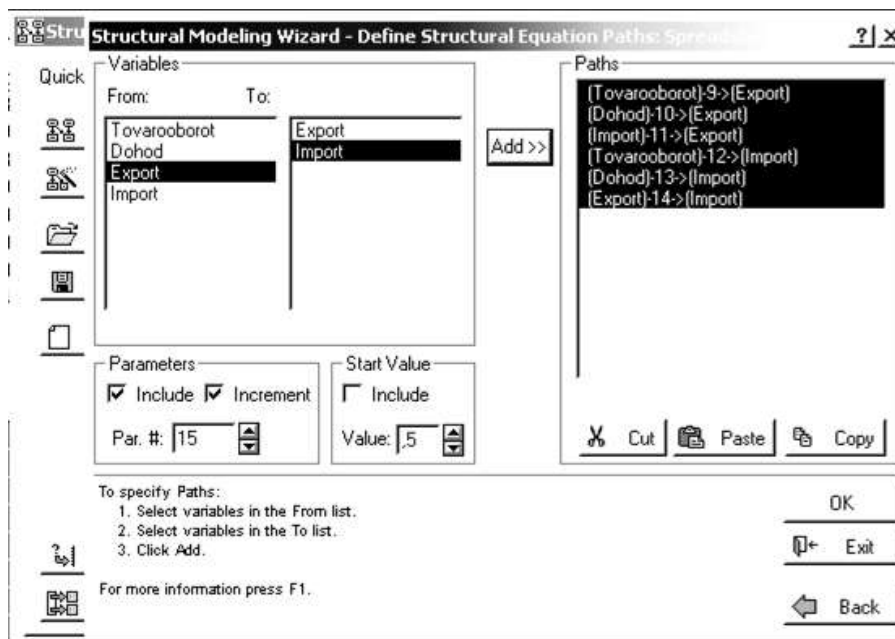 Stru
Structural Modeling Wizard - Define Structural Equation Paths:
Quick
Variables
From: To:
Tovarooborot
Dohod
Export
Import
Export
Import
Add >>
Paths
(Tovarooborot)-9->(Export)
(Dohod)-10->(Export)
(Import)-11->(Export)
(Tovarooborot)-12->(Import)
(Dohod)-13->(Import)
(Export)-14->(Import)
Parameters
Include Increment
Par. #: 15
Start Value
Include
Value: ,5
Cut Paste Copy
To specify Paths:
1. Select variables in the From list.
2. Select variables in the To list.
3. Click Add.
For more information press F1.
OK
Exit
Back